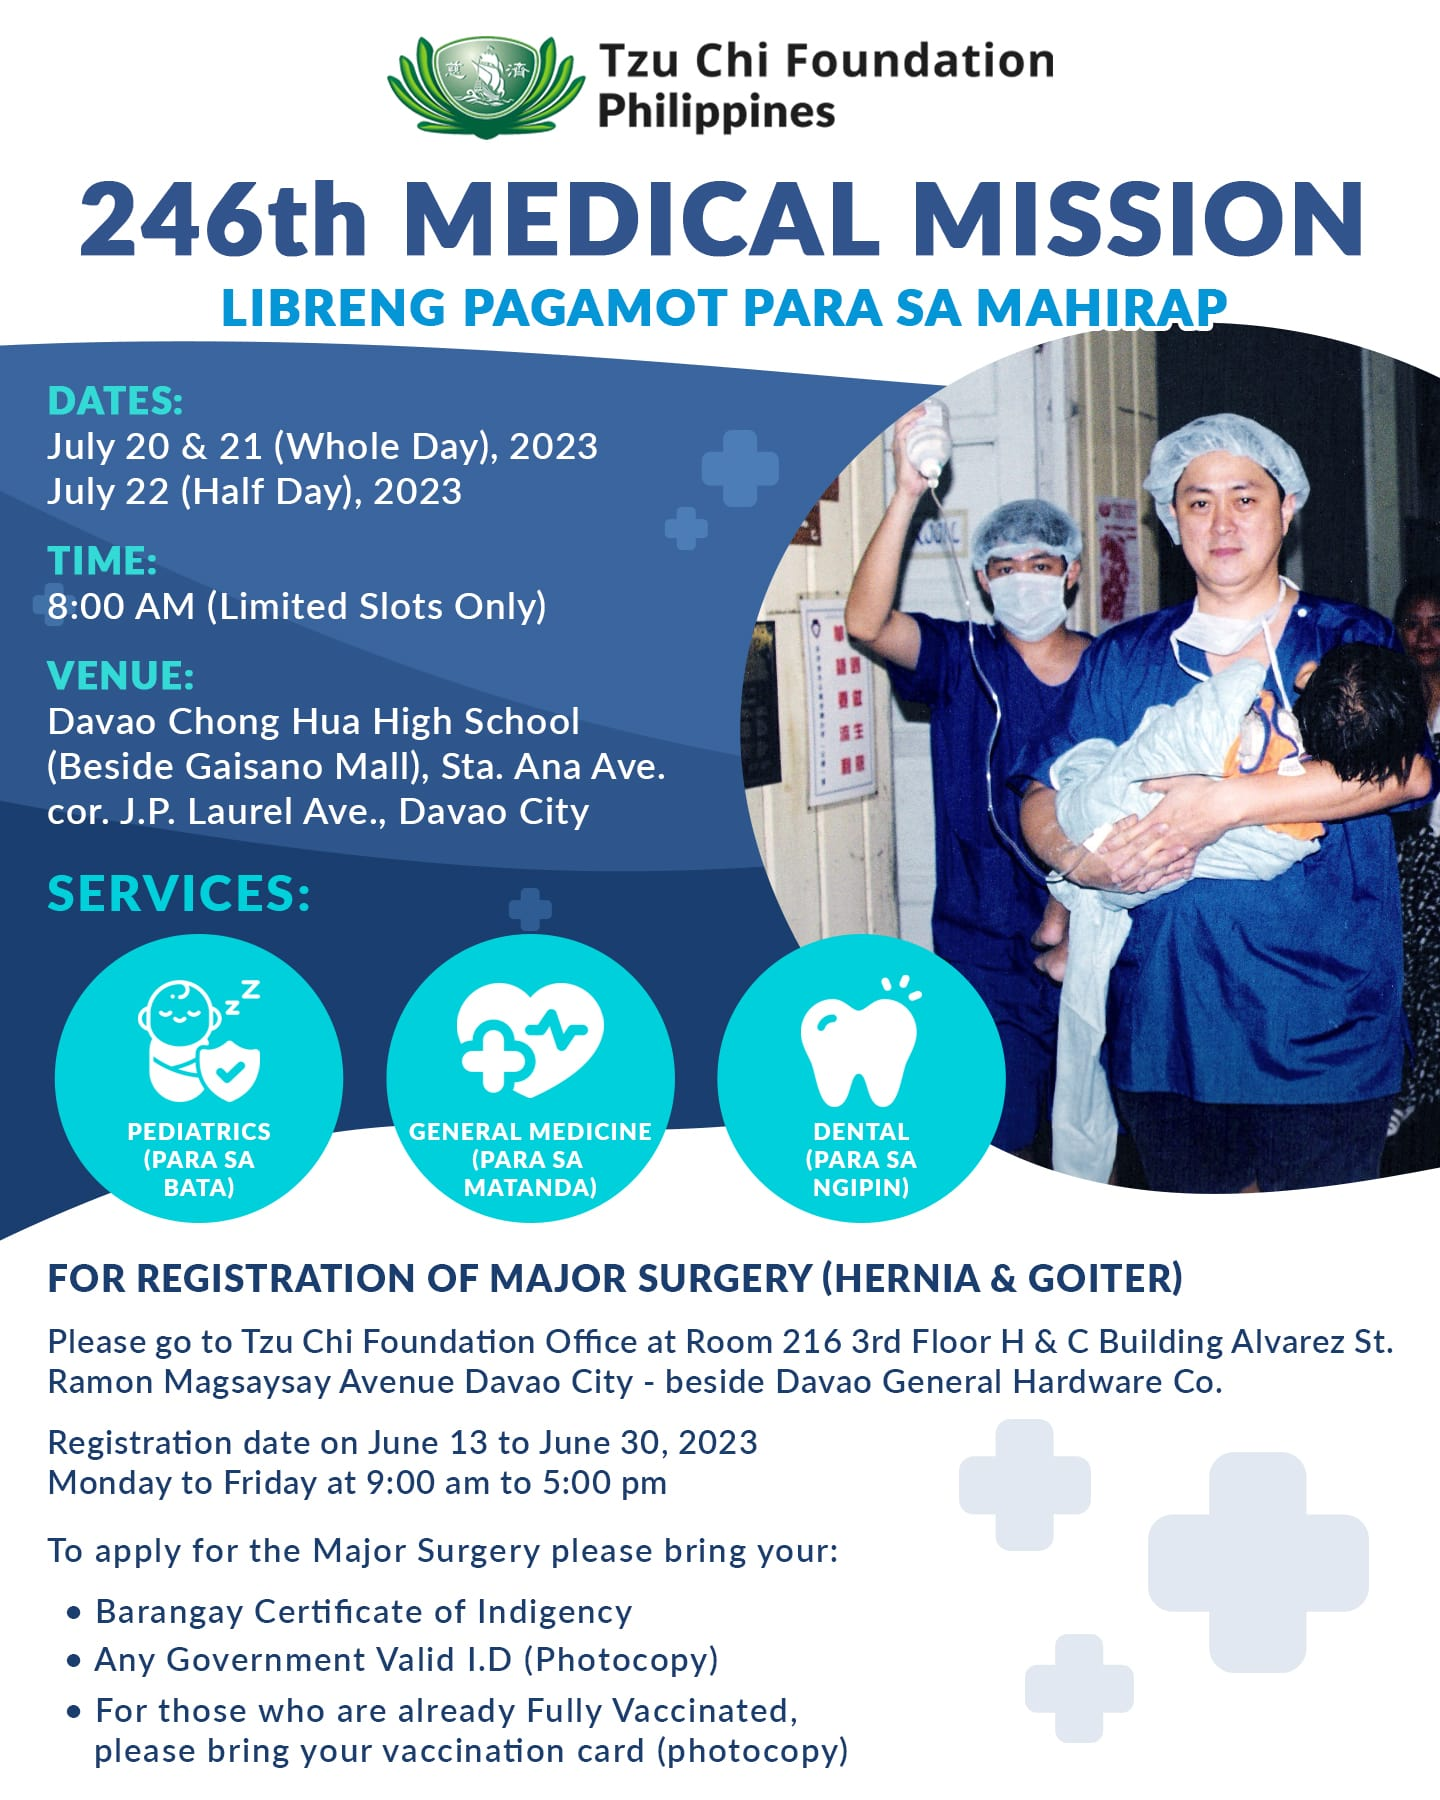 慈濟
Tzu Chi Foundation
Philippines
246th MEDICAL MISSION
LIBRENG PAGAMOT PARA SA MAHIRAP
DATES:
July 20 & 21 (Whole Day), 2023
July 22 (Half Day), 2023
TIME:
8:00 AM (Limited Slots Only)
VENUE:
Davao Chong Hua High School
(Beside Gaisano Mall), Sta. Ana Ave.
cor. J.P. Laurel Ave., Davao City
SERVICES:
z z
PEDIATRICS
(PARA SA
BATA)
GENERAL MEDICINE
(PARA SA
MATANDA)
DENTAL
(PARA SA
NGIPIN)
FOR REGISTRATION OF MAJOR SURGERY (HERNIA & GOITER)
Please go to Tzu Chi Foundation Office at Room 216 3rd Floor H & C Building Alvarez St.
Ramon Magsaysay Avenue Davao City - beside Davao General Hardware Co.
Registration date on June 13 to June 30, 2023
Monday to Friday at 9:00 am to 5:00 pm
To apply for the Major Surgery please bring your:
• Barangay Certificate of Indigency
• Any Government Valid I.D (Photocopy)
• For those who are already Fully Vaccinated,
please bring your vaccination card (photocopy)